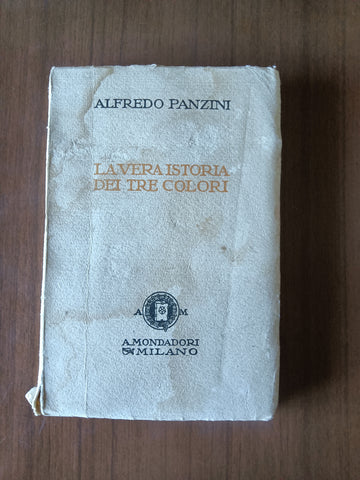 ALFREDO PANZINI
LA VERA ISTORIA
DEI TRE COLORI
A M
A. MONDADORI
MILANO